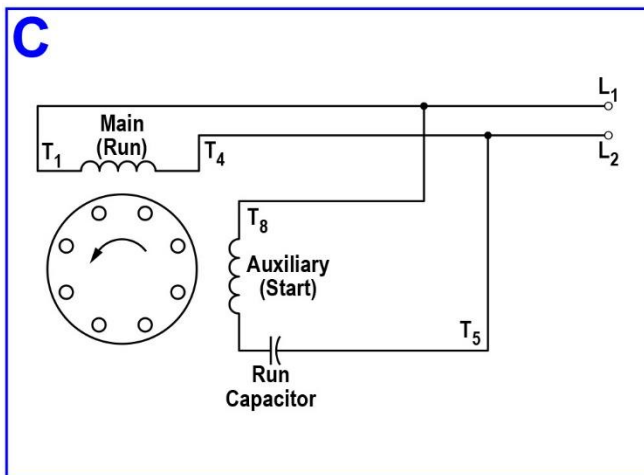 C
L1
Main
(Run)
T1
T4
L2
T8
Auxiliary
(Start)
T5
Run
Capacitor